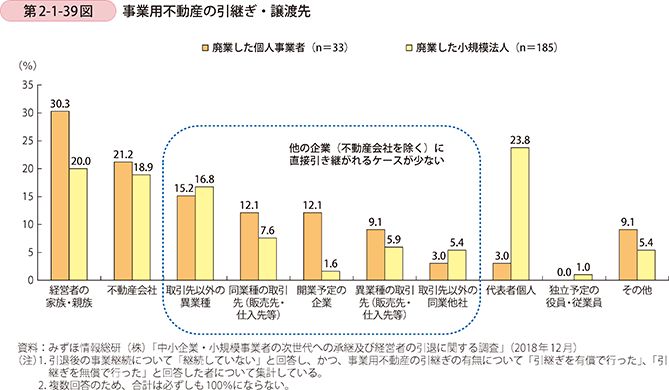 第2-1-39図 事業用不動産の引継ぎ・譲渡先
廃業した個人事業者（n=33） 廃業した小規模法人（n=185）
（％）
35
30
25
20
15
10
5
0
30.3 20.0
21.2 18.9
15.2 16.8
12.1 7.6
12.1 1.6
9.1 5.9
3.0 5.4
3.0 23.8
0.0 1.0
9.1 5.4
他の企業（不動産会社を除く）に
直接引き継がれるケースが少ない
経営者の
家族・親族
不動産会社
取引先以外の
異業種
同業種の取引
先（販売先・
仕入先等）
開業予定の
企業
異業種の取引
先（販売先・
仕入先等）
取引先以外の
同業他社
代表者個人
独立予定の
役員・従業員
その他
資料：みずほ情報総研（株）「中小企業・小規模事業者の次世代への承継及び経営者の引退に関する調査」（2018年12月）
（注）1. 引退後の事業継続について「継続していない」と回答し、かつ、事業用不動産の引継ぎの有無について「引継ぎを有償で行った」、「引
継ぎを無償で行った」と回答した者について集計している。
2. 複数回答のため、合計は必ずしも100％にならない。